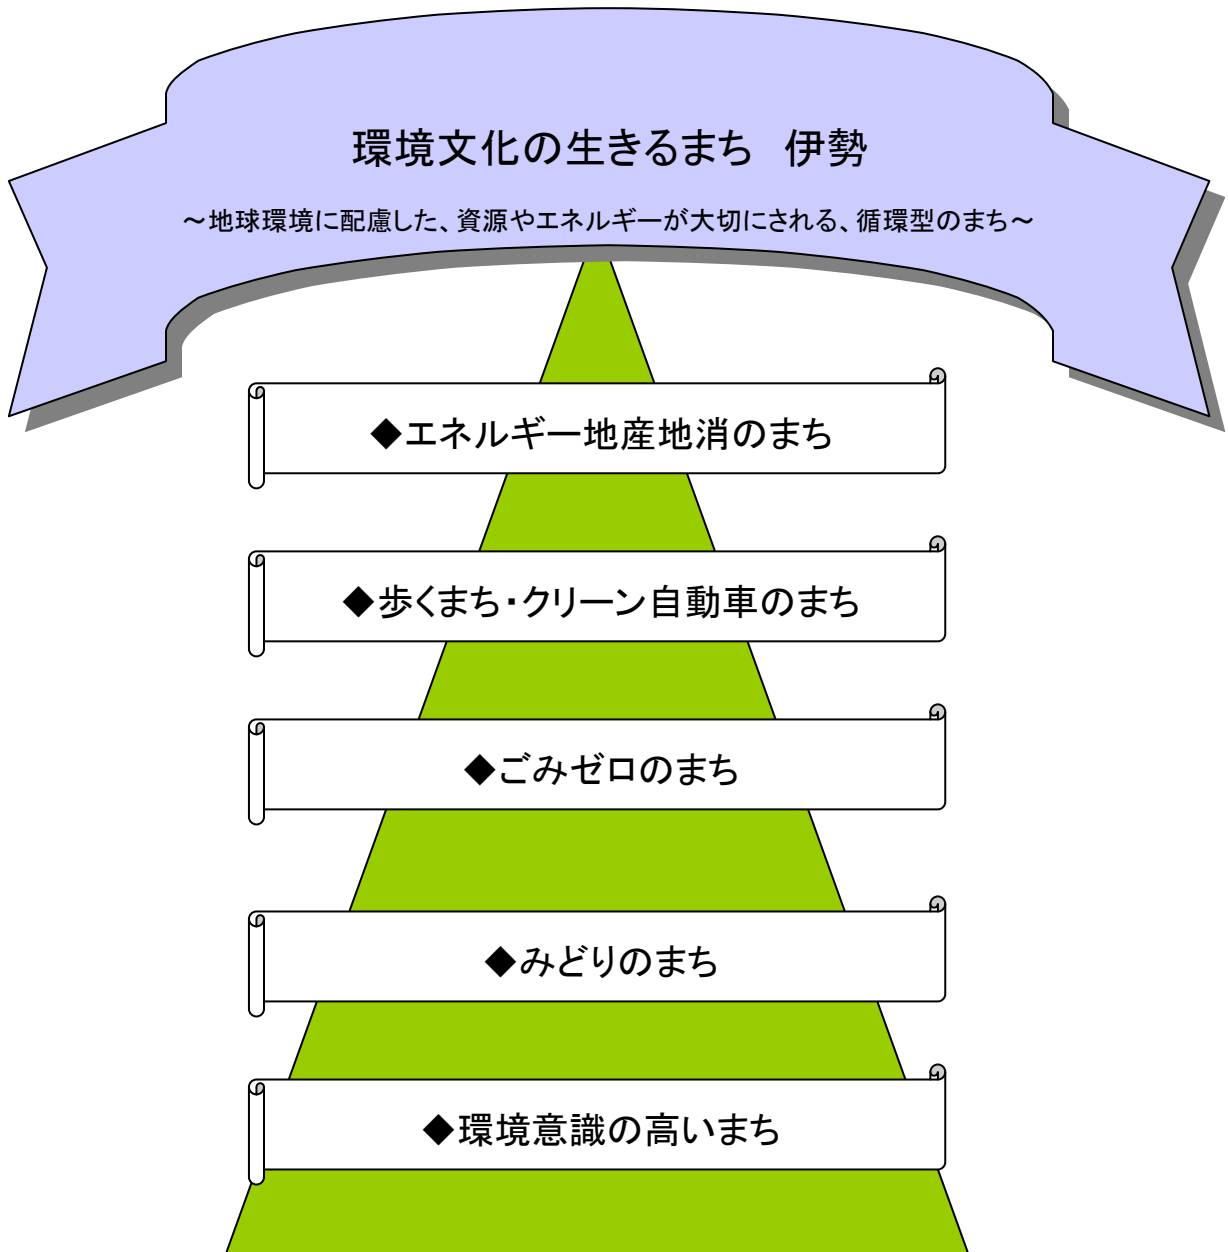 環境文化の生きるまち　伊勢
～地球環境に配慮した、資源やエネルギーが大切にされる、循環型のまち～
◆エネルギー地産地消のまち
◆歩くまち・クリーン自動車のまち
◆ごみゼロのまち
◆みどりのまち
◆環境意識の高いまち